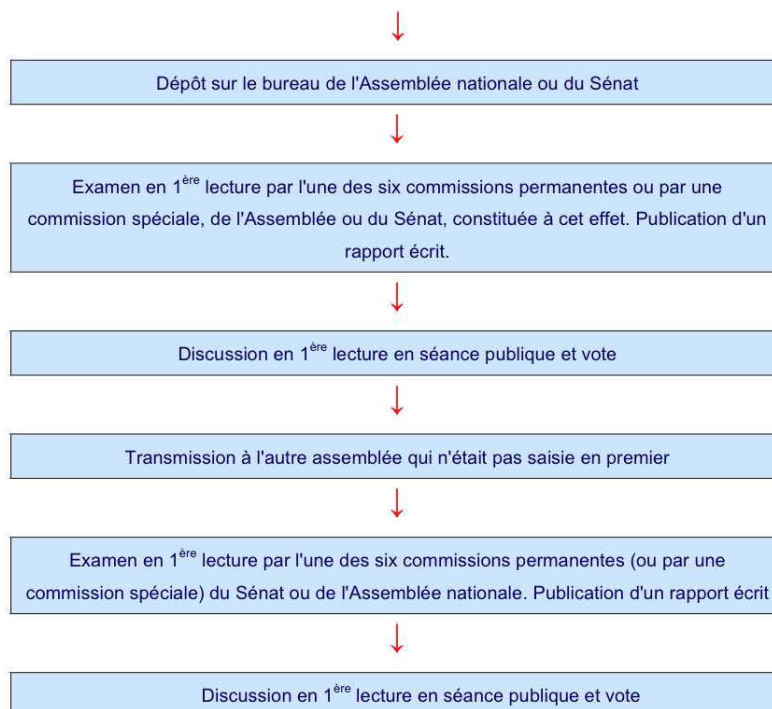 Dépôt sur le bureau de l'Assemblée nationale ou du Sénat
Examen en 1ère lecture par l'une des six commissions permanentes ou par une
commission spéciale, de l'Assemblée ou du Sénat, constituée à cet effet. Publication d'un
rapport écrit.
Discussion en 1ère lecture en séance publique et vote
Transmission à l'autre assemblée qui n'était pas saisie en premier
Examen en 1ère lecture par l'une des six commissions permanentes (ou par une
commission spéciale) du Sénat ou de l'Assemblée nationale. Publication d'un rapport écrit
Discussion en 1ère lecture en séance publique et vote